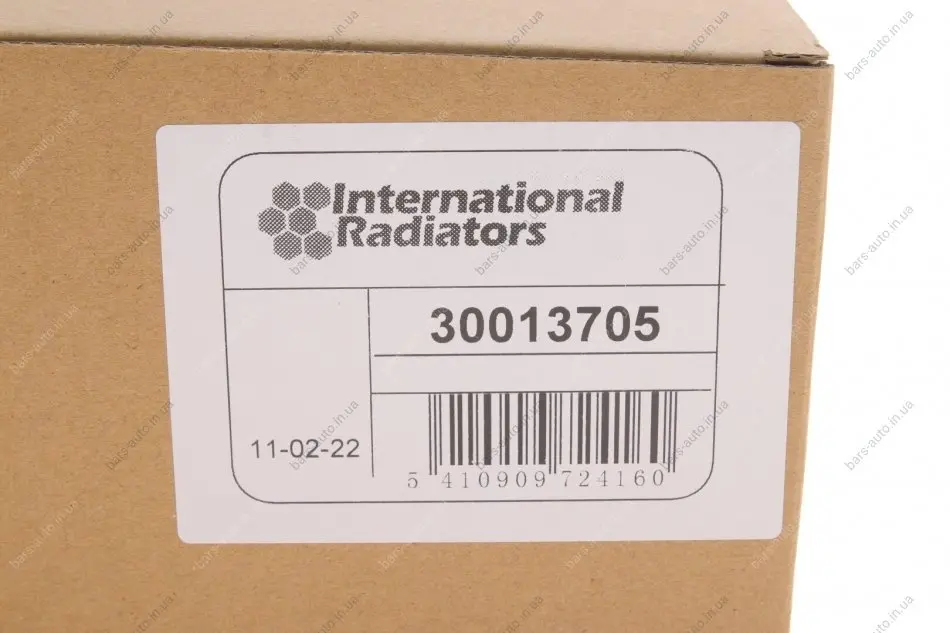 International
Radiators
30013705
11-02-22
5 410909 724160
bars-auto.in.ua